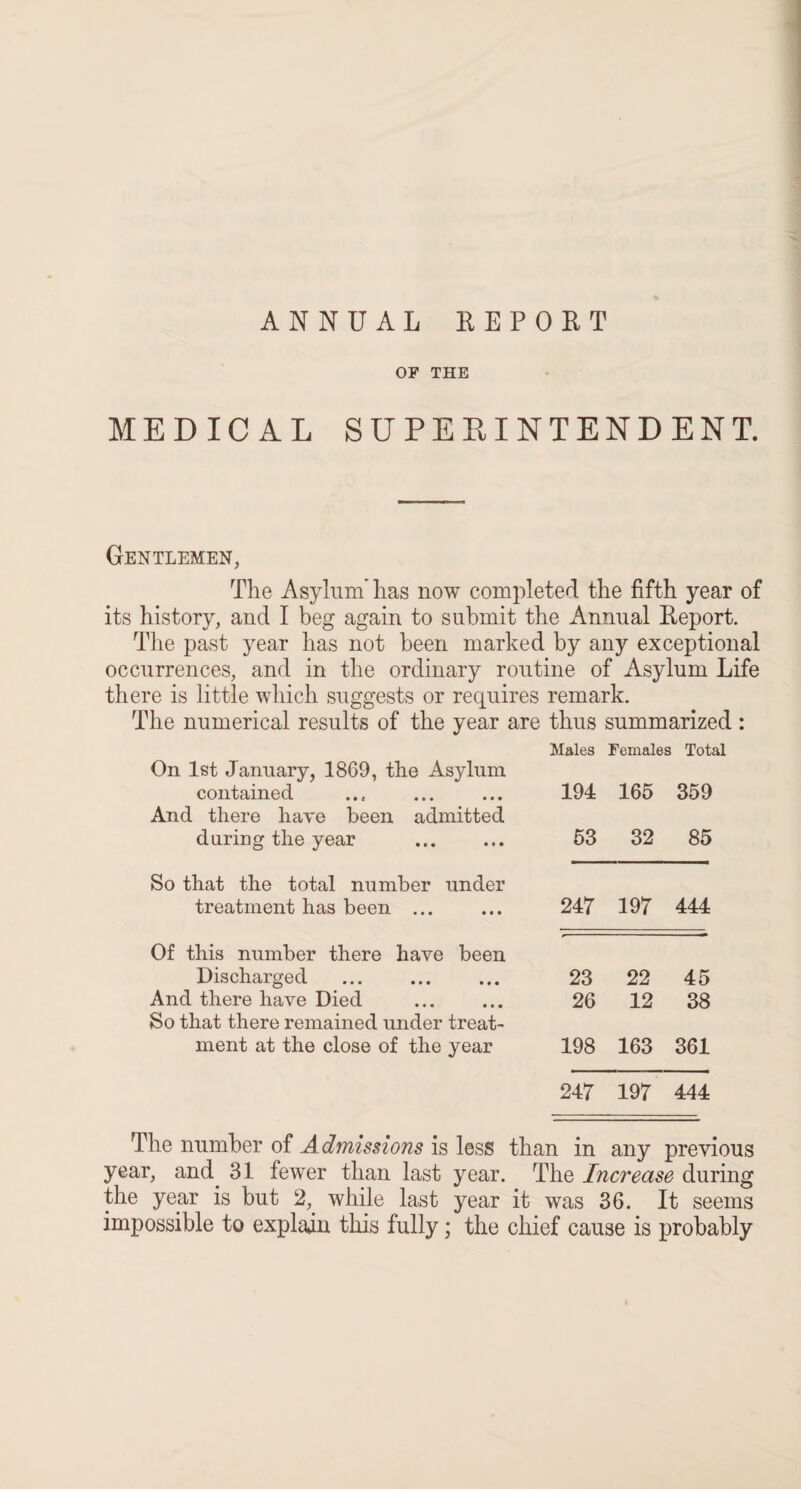 ANNUAL REPORT
OF THE
MEDICAL SUPERINTENDENT.
GENTLEMEN,
The Asylum has now completed the fifth year of
its history, and I beg again to submit the Annual Report.
The past year has not been marked by any exceptional
occurrences, and in the ordinary routine of Asylum Life
there is little which suggests or requires remark.
The numerical results of the year are thus summarized :
Males Females Total
On 1st January, 1869, the Asylum
contained ... ... ... 194 165 359
And there have been admitted
during the year ... ... 53 32 85
So that the total number under
treatment has been ... ... 247 197 444
Of this number there have been
Discharged ... ... ... 23 22 45
And there have Died ... ... 26 12 38
So that there remained under treat-
ment at the close of the year 198 163 361
247 197 444
The number of Admissions is less than in any previous
year, and 31 fewer than last year. The Increase during
the year is but 2, while last year it was 36. It seems
impossible to explain this fully ; the chief cause is probably